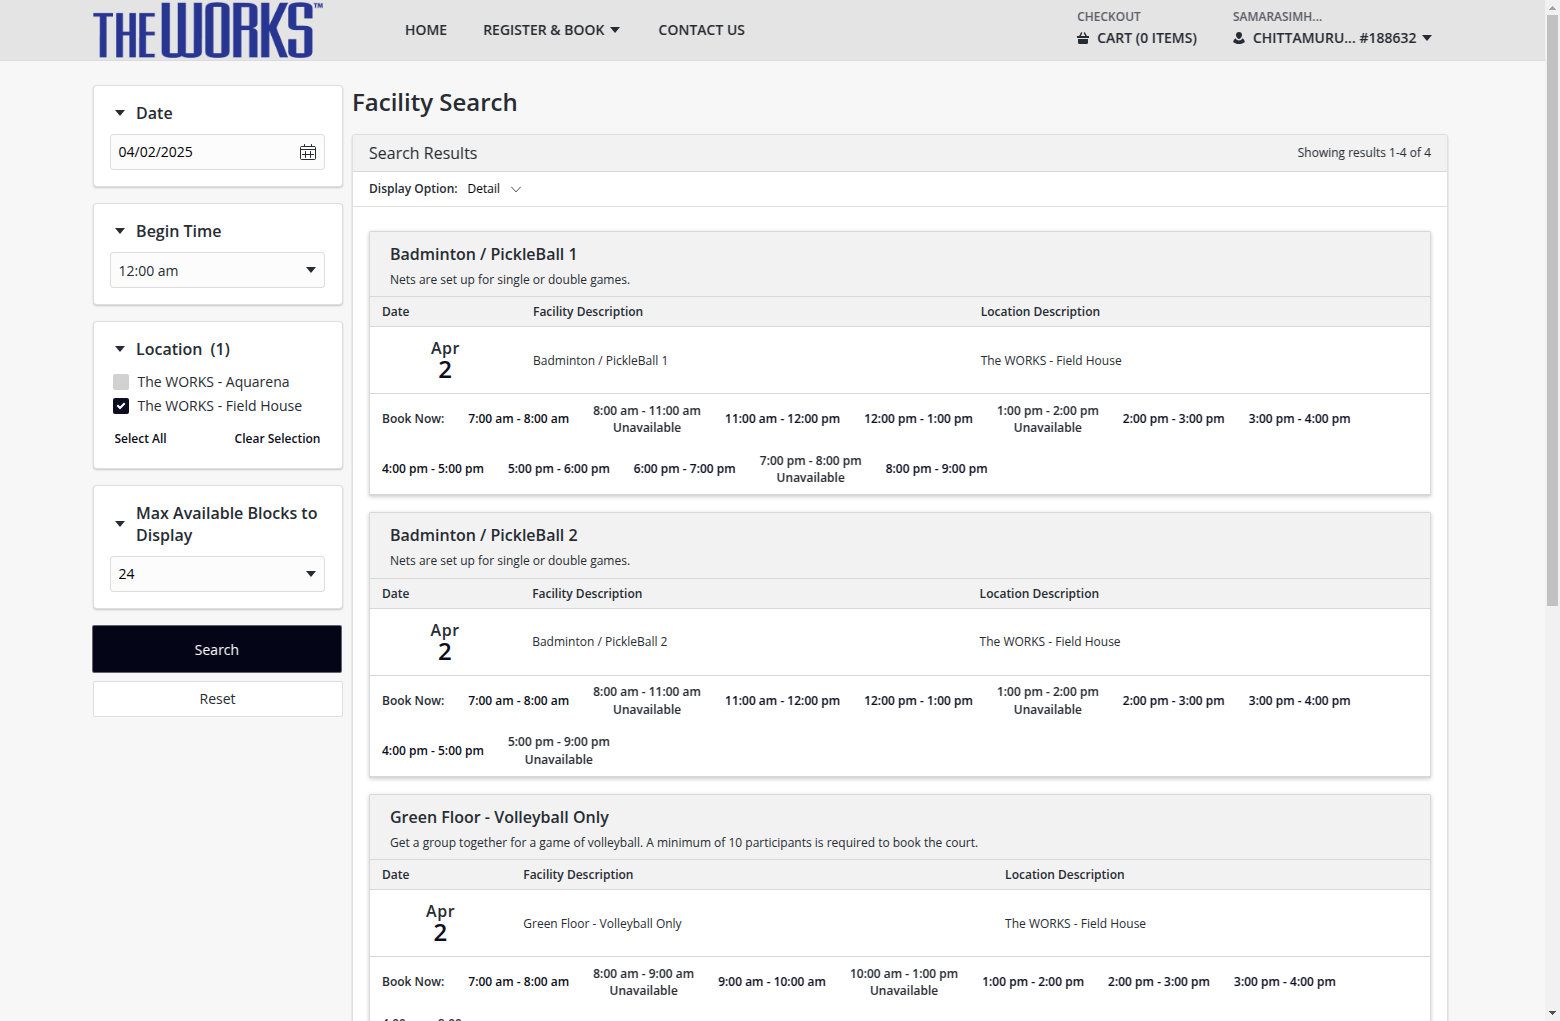 THE WORKS™
HOME
REGISTER & BOOK
CONTACT US
CHECKOUT
CART (0 ITEMS)
SAMARASIMH...
CHITTAMURU... #188632
Date
04/02/2025
Begin Time
12:00 am
Location (1)
The WORKS - Aquarena
The WORKS - Field House
Select All
Clear Selection
Max Available Blocks to
Display
24
Search
Reset
Facility Search
Search Results
Showing results 1-4 of 4
Display Option: Detail
Badminton / PickleBall 1
Nets are set up for single or double games.
Date Facility Description Location Description
Apr
2
Badminton / PickleBall 1
The WORKS - Field House
Book Now:
7:00 am - 8:00 am
8:00 am - 11:00 am
Unavailable
11:00 am - 12:00 pm
12:00 pm - 1:00 pm
1:00 pm - 2:00 pm
Unavailable
2:00 pm - 3:00 pm
3:00 pm - 4:00 pm
4:00 pm - 5:00 pm
5:00 pm - 6:00 pm
6:00 pm - 7:00 pm
7:00 pm - 8:00 pm
Unavailable
8:00 pm - 9:00 pm
Badminton / PickleBall 2
Nets are set up for single or double games.
Date Facility Description Location Description
Apr
2
Badminton / PickleBall 2
The WORKS - Field House
Book Now:
7:00 am - 8:00 am
8:00 am - 11:00 am
Unavailable
11:00 am - 12:00 pm
12:00 pm - 1:00 pm
1:00 pm - 2:00 pm
Unavailable
2:00 pm - 3:00 pm
3:00 pm - 4:00 pm
4:00 pm - 5:00 pm
5:00 pm - 9:00 pm
Unavailable
Green Floor - Volleyball Only
Get a group together for a game of volleyball. A minimum of 10 participants is required to book the court.
Date Facility Description Location Description
Apr
2
Green Floor - Volleyball Only
The WORKS - Field House
Book Now:
7:00 am - 8:00 am
8:00 am - 9:00 am
Unavailable
9:00 am - 10:00 am
10:00 am - 1:00 pm
Unavailable
1:00 pm - 2:00 pm
2:00 pm - 3:00 pm
3:00 pm - 4:00 pm